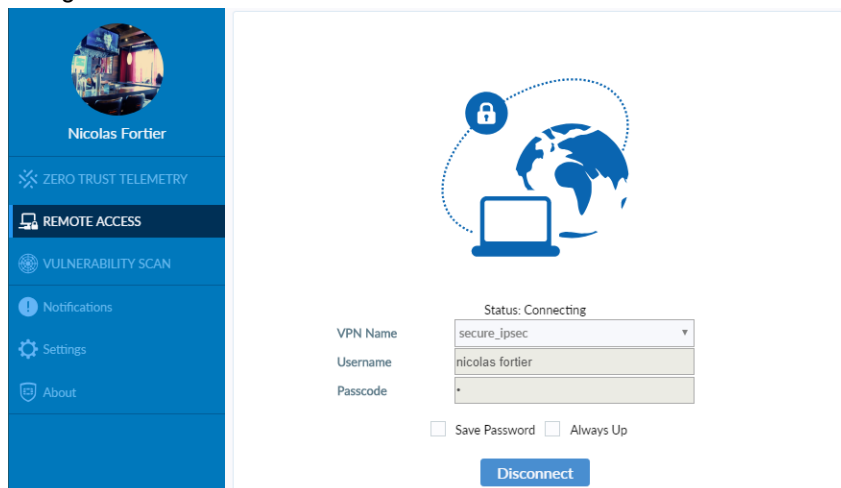 Nicolas Fortier
ZERO TRUST TELEMETRY
REMOTE ACCESS
VULNERABILITY SCAN
Notifications
Settings
About
Status: Connecting
VPN Name secure_ipsec
Username nicolas fortier
Passcode •
Save Password Always Up
Disconnect